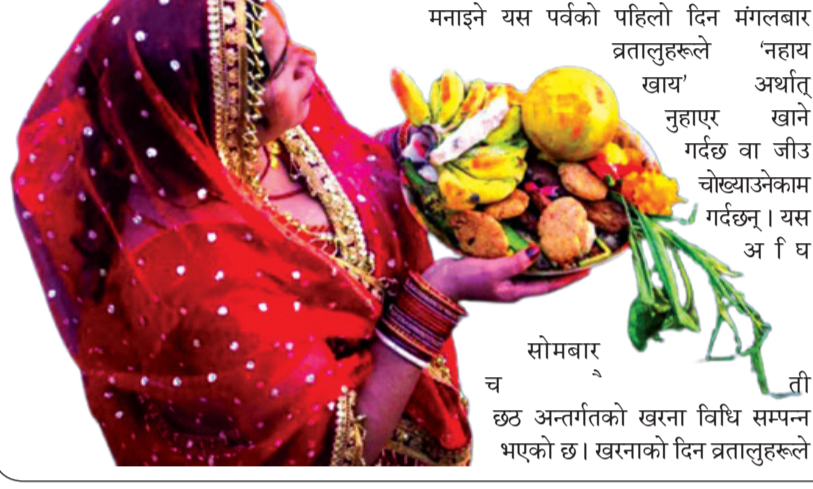 मनाइने यस पर्वको पहिलो दिन मंगलबार
व्रतालुहरूले ‘नहाय
खाय’ अर्थात्
नुहाएर खाने
गर्दछ वा जीउ
चोख्याउनेकाम
गर्दछन् । यस
अ र्ि घ
सोमबार
च ै ती
छठ अन्तर्गतको खरना विधि सम्पन्न
भएको छ । खरनाको दिन व्रतालुहरूले